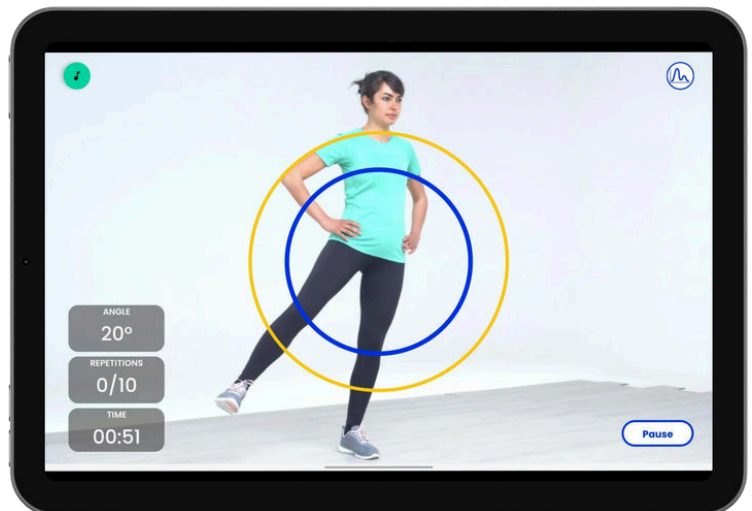 ANGLE
20°
REPETITIONS
0/10
TIME
00:51
Pause